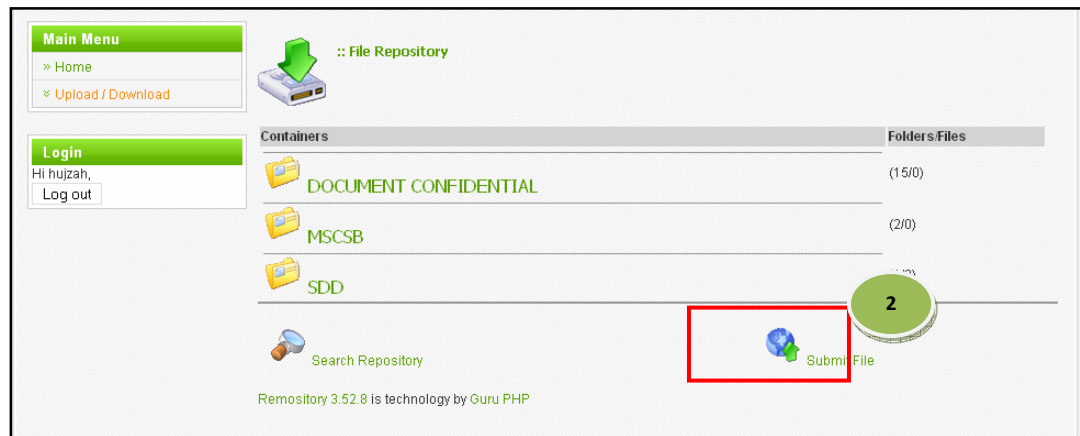 Main Menu
» Home
» Upload / Download
Login
Hi hujzah,
Log out
:: File Repository
Containers Folders/Files
DOCUMENT CONFIDENTIAL (15/0)
MSCSB (2/0)
SDD
2
Search Repository Submit File
Remository 3.52.8 is technology by Guru PHP